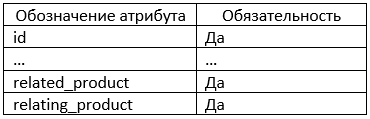 Обозначение атрибута Обязательность
id Да
... ...
related_product Да
relating_product Да